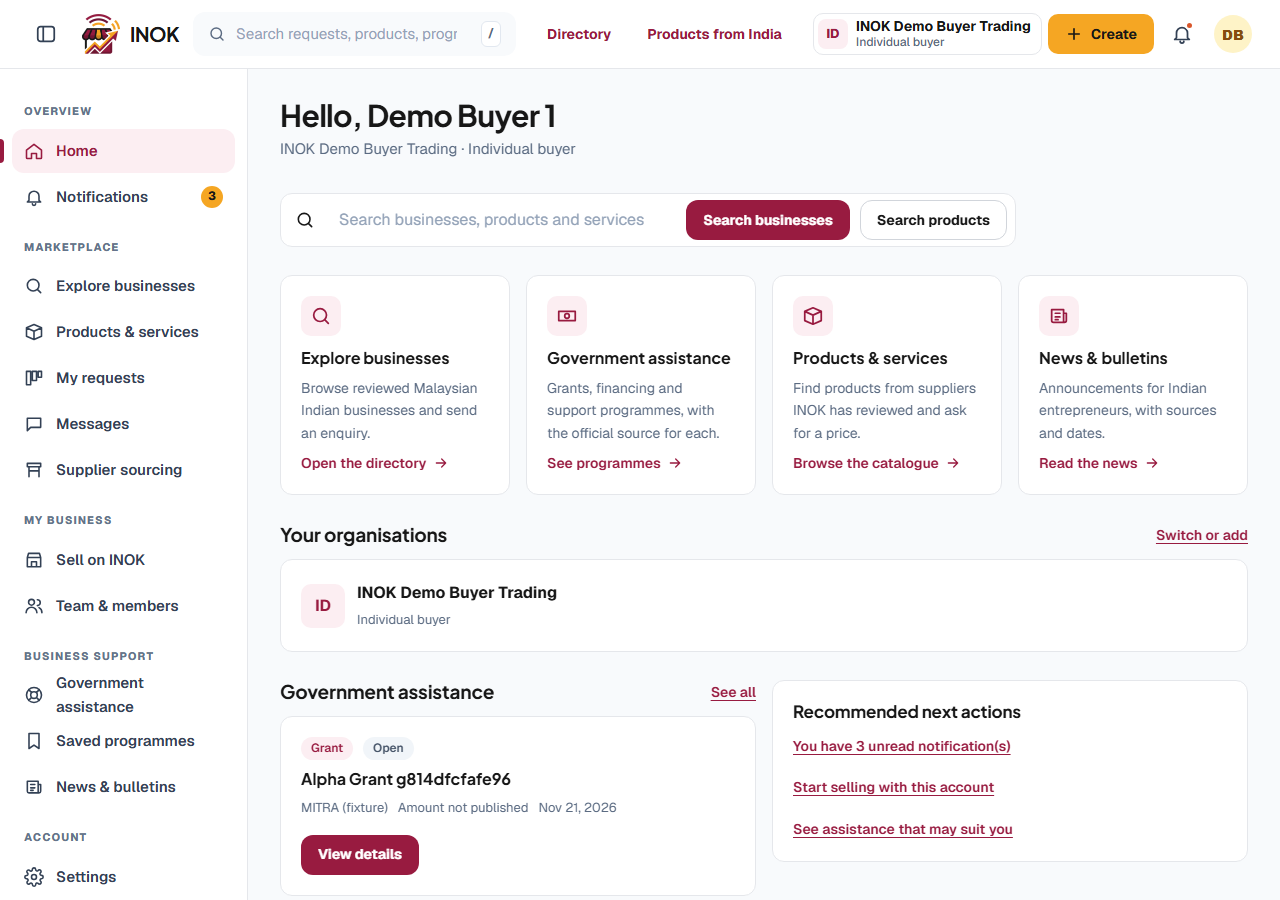 INOK
Search requests, products, progr
/
Directory
Products from India
ID
INOK Demo Buyer Trading
Individual buyer
Create
DB
OVERVIEW
Home
Notifications
3
MARKETPLACE
Explore businesses
Products & services
My requests
Messages
Supplier sourcing
MY BUSINESS
Sell on INOK
Team & members
BUSINESS SUPPORT
Government
assistance
Saved programmes
News & bulletins
ACCOUNT
Settings
Hello, Demo Buyer 1
INOK Demo Buyer Trading · Individual buyer
Search businesses, products and services
Search businesses
Search products
Explore businesses
Browse reviewed Malaysian
Indian businesses and send
an enquiry.
Open the directory →
Government assistance
Grants, financing and
support programmes, with
the official source for each.
See programmes →
Products & services
Find products from suppliers
INOK has reviewed and ask
for a price.
Browse the catalogue →
News & bulletins
Announcements for Indian
entrepreneurs, with sources
and dates.
Read the news →
Your organisations
Switch or add
ID
INOK Demo Buyer Trading
Individual buyer
Government assistance
See all
Grant
Open
Alpha Grant g814dfcfafe96
MITRA (fixture) Amount not published Nov 21, 2026
View details
Recommended next actions
You have 3 unread notification(s)
Start selling with this account
See assistance that may suit you